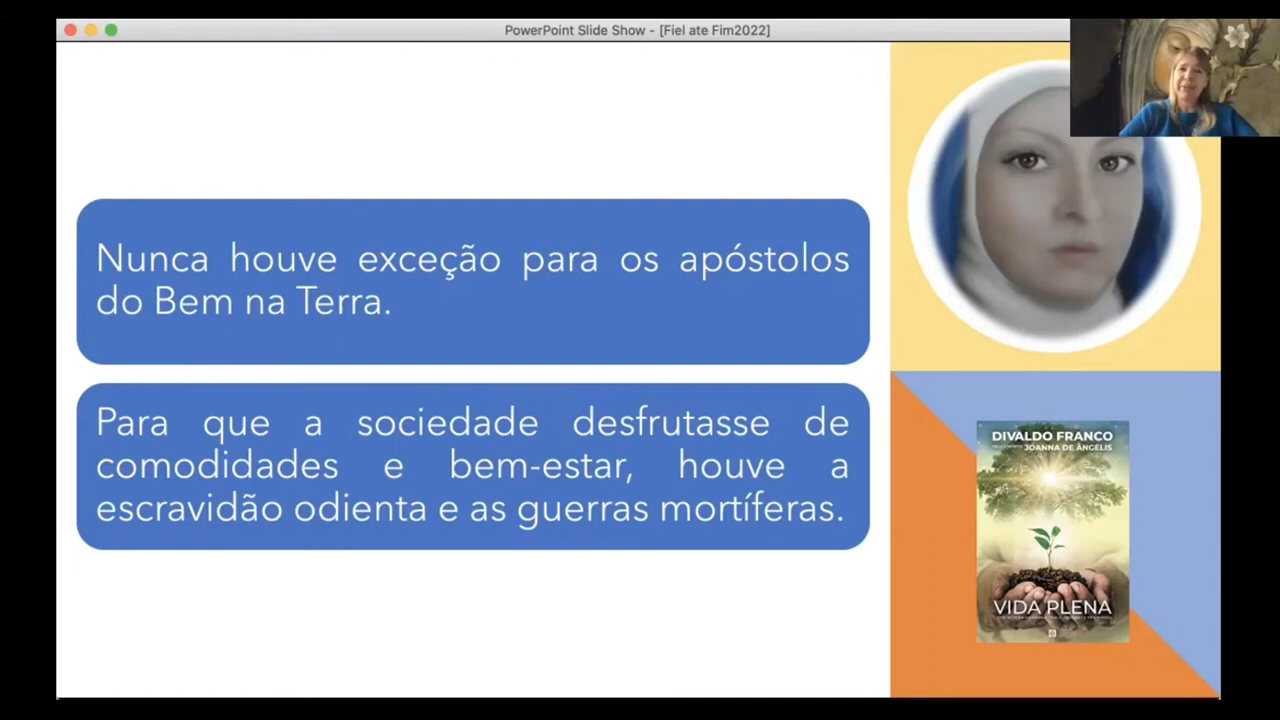 PowerPoint Slide Show - [Fiel ate Fim2022]
Nunca houve exceção para os apóstolos
do Bem na Terra.
Para que a sociedade desfrutasse de
comodidades e bem-estar, houve a
escravidão odienta e as guerras mortíferas.
DIVALDO FRANCO
JOANNA DE ÂNGELIS
VIDA PLENA